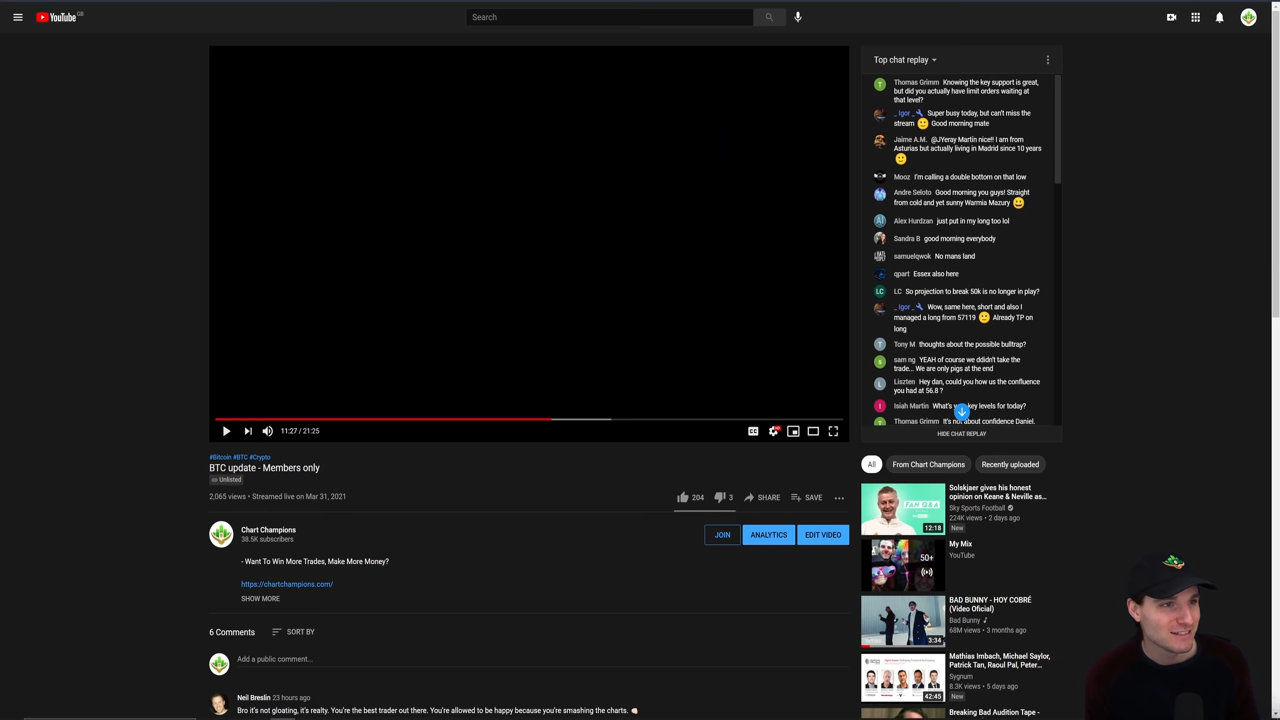 YouTube GB
Search
Top chat replay
Thomas Grimm Knowing the key support is great,
but did you actually have limit orders waiting at
that level?
_ Igor _ Super busy today, but can't miss the
stream 🙂 Good morning mate
Jaime A.M. @JYeray Martín nice!! I am from
Asturias but actually living in Madrid since 10 years
🙂
Mooz I'm calling a double bottom on that low
Andre Seloto Good morning you guys! Straight
from cold and yet sunny Warmia Mazury 😀
AI
Alex Hurdzan just put in my long too lol
Sandra B good morning everybody
samuelqwok No mans land
qpart Essex also here
LC
LC So projection to break 50k is no longer in play?
_ Igor _ Wow, same here, short and also I
managed a long from 57119 🙂 Already TP on
long
Tony M thoughts about the possible bulltrap?
sam ng YEAH of course we ddidn't take the
trade... We are only pigs at the end
Liszten Hey dan, could you how us the confluence
you had at 56.8 ?
Isiah Martin What's key levels for today?
Thomas Grimm It's not about confidence Daniel.
HIDE CHAT REPLAY
11:27 / 21:25
#Bitcoin #BTC #Crypto
BTC update - Members only
Unlisted
2,065 views • Streamed live on Mar 31, 2021
204
3
SHARE
SAVE
Chart Champions
38.5K subscribers
JOIN
ANALYTICS
EDIT VIDEO
- Want To Win More Trades, Make More Money?
https://chartchampions.com/
SHOW MORE
6 Comments
SORT BY
Add a public comment...
Neil Breslin 23 hours ago
Bro it's not gloating, it's realty. You're the best trader out there. You're allowed to be happy because you're smashing the charts.
All
From Chart Champions
Recently uploaded
FAN Q&A
12:18
Solskjaer gives his honest
opinion on Keane & Neville as...
Sky Sports Football
224K views • 2 days ago
New
50+
My Mix
YouTube
3:34
BAD BUNNY - HOY COBRÉ
(Video Oficial)
Bad Bunny
68M views • 3 months ago
42:45
Mathias Imbach, Michael Saylor,
Patrick Tan, Raoul Pal, Peter...
Sygnum
8.3K views • 5 days ago
New
Breaking Bad Audition Tape -